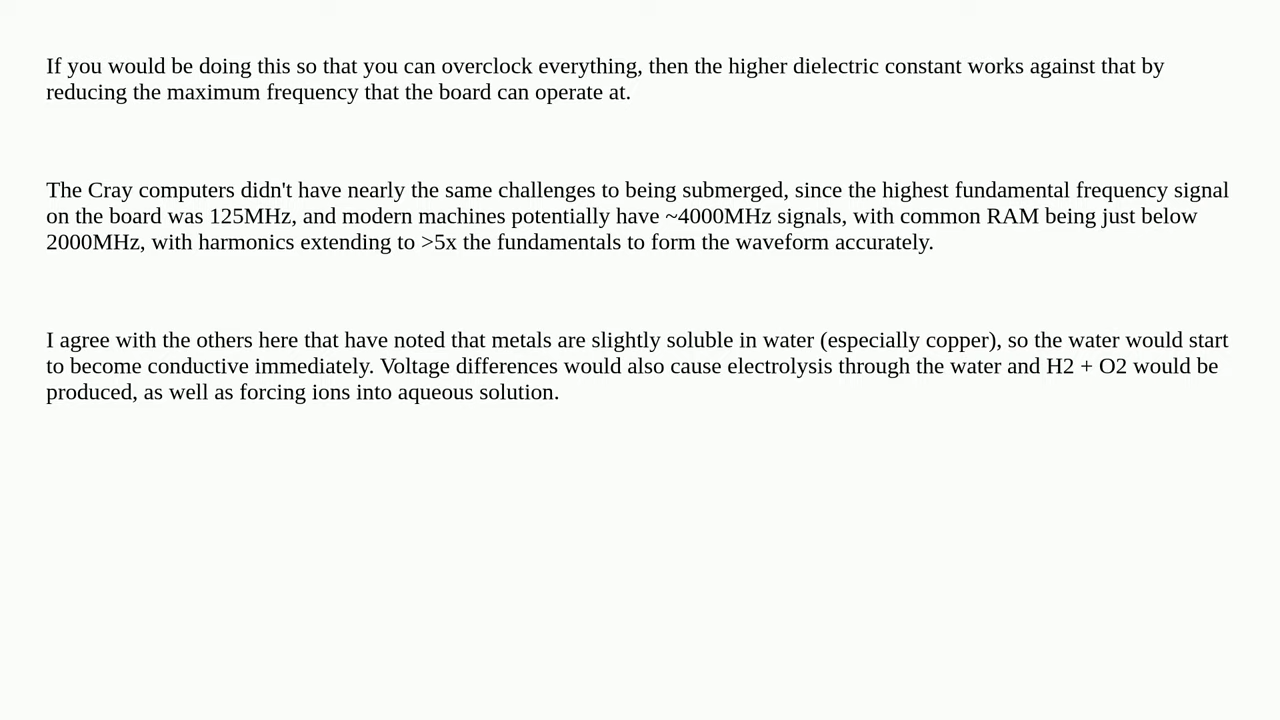 If you would be doing this so that you can overclock everything, then the higher dielectric constant works against that by
reducing the maximum frequency that the board can operate at.
The Cray computers didn't have nearly the same challenges to being submerged, since the highest fundamental frequency signal
on the board was 125MHz, and modern machines potentially have ~4000MHz signals, with common RAM being just below
2000MHz, with harmonics extending to >5x the fundamentals to form the waveform accurately.
I agree with the others here that have noted that metals are slightly soluble in water (especially copper), so the water would start
to become conductive immediately. Voltage differences would also cause electrolysis through the water and H2 + O2 would be
produced, as well as forcing ions into aqueous solution.